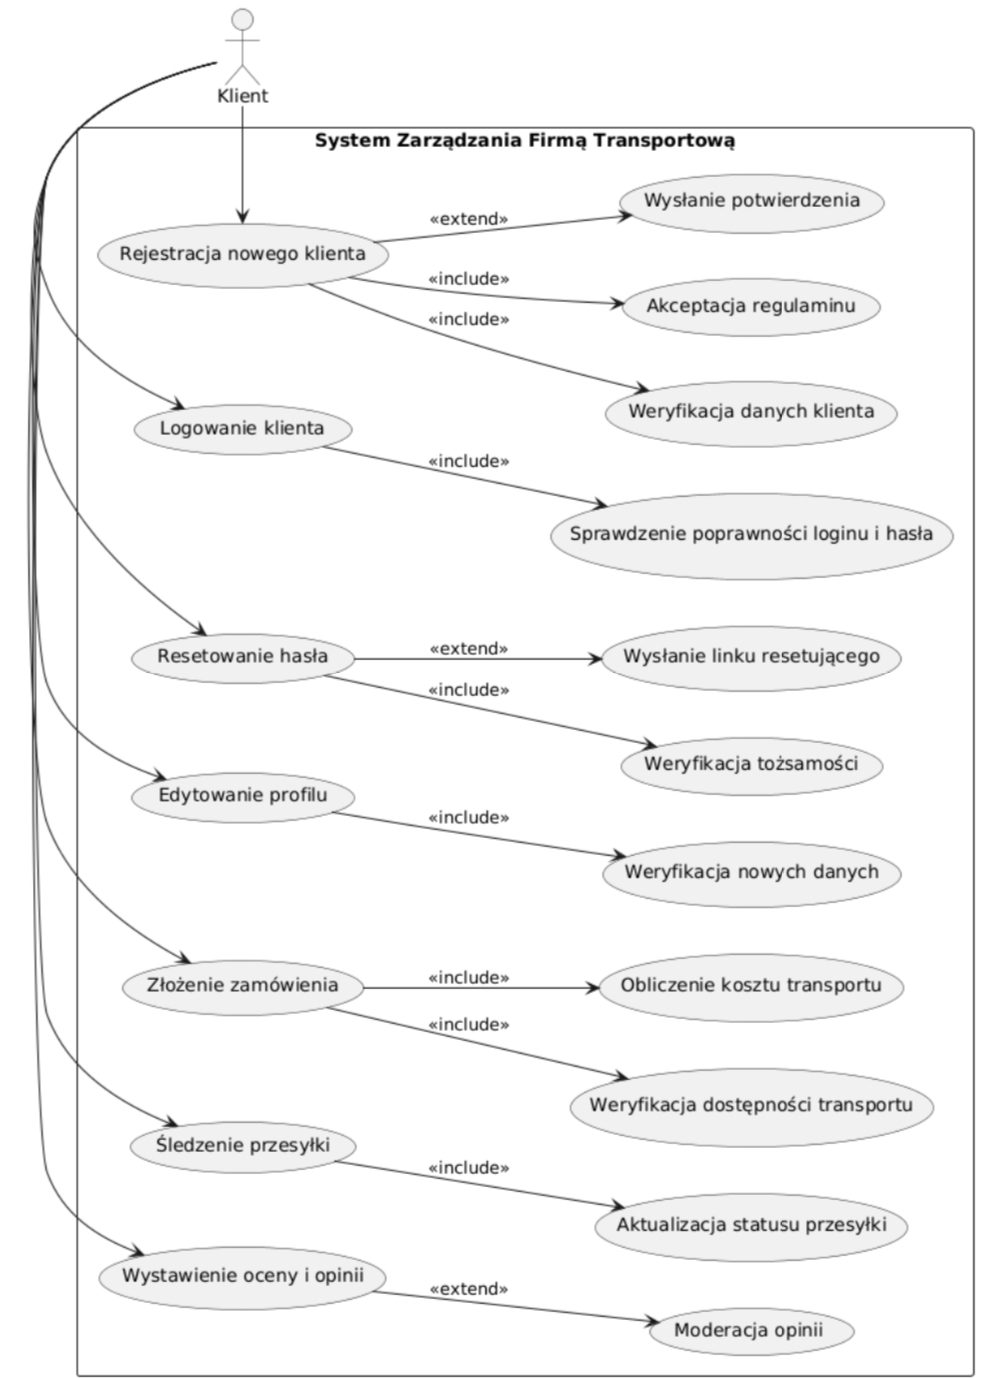 Klient
System Zarządzania Firmą Transportową
Wysłanie potwierdzenia
«extend»
Rejestracja nowego klienta
«include»
Akceptacja regulaminu
«include»
Weryfikacja danych klienta
Logowanie klienta
«include»
Sprawdzenie poprawności loginu i hasła
Resetowanie hasła
«extend»
Wysłanie linku resetującego
«include»
Weryfikacja tożsamości
Edytowanie profilu
«include»
Weryfikacja nowych danych
Złożenie zamówienia
«include»
Obliczenie kosztu transportu
«include»
Weryfikacja dostępności transportu
Śledzenie przesyłki
«include»
Aktualizacja statusu przesyłki
Wystawienie oceny i opinii
«extend»
Moderacja opinii